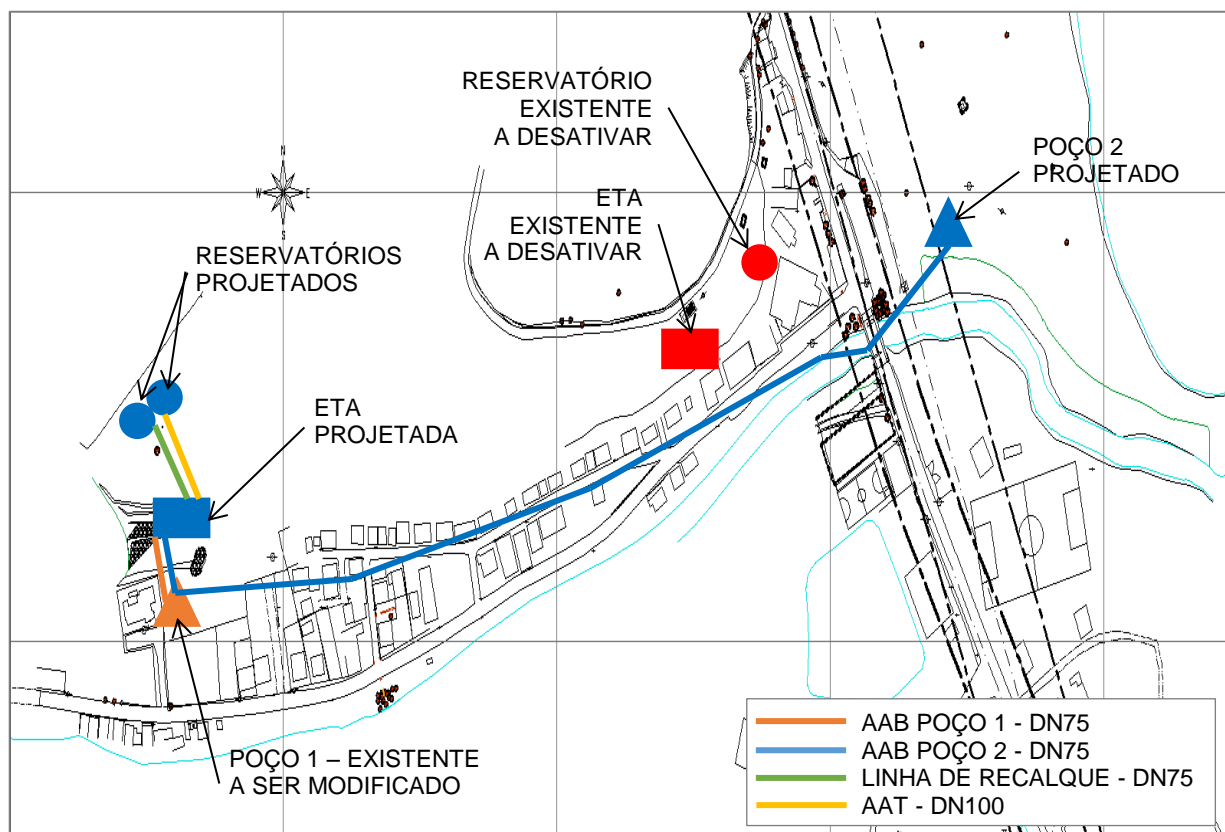 RESERVATÓRIO
EXISTENTE
A DESATIVAR
POÇO 2
PROJETADO
ETA
EXISTENTE
A DESATIVAR
N
W
E
S
RESERVATÓRIOS
PROJETADOS
ETA
PROJETADA
POÇO 1 – EXISTENTE
A SER MODIFICADO
AAB POÇO 1 - DN75
AAB POÇO 2 - DN75
LINHA DE RECALQUE - DN75
AAT - DN100